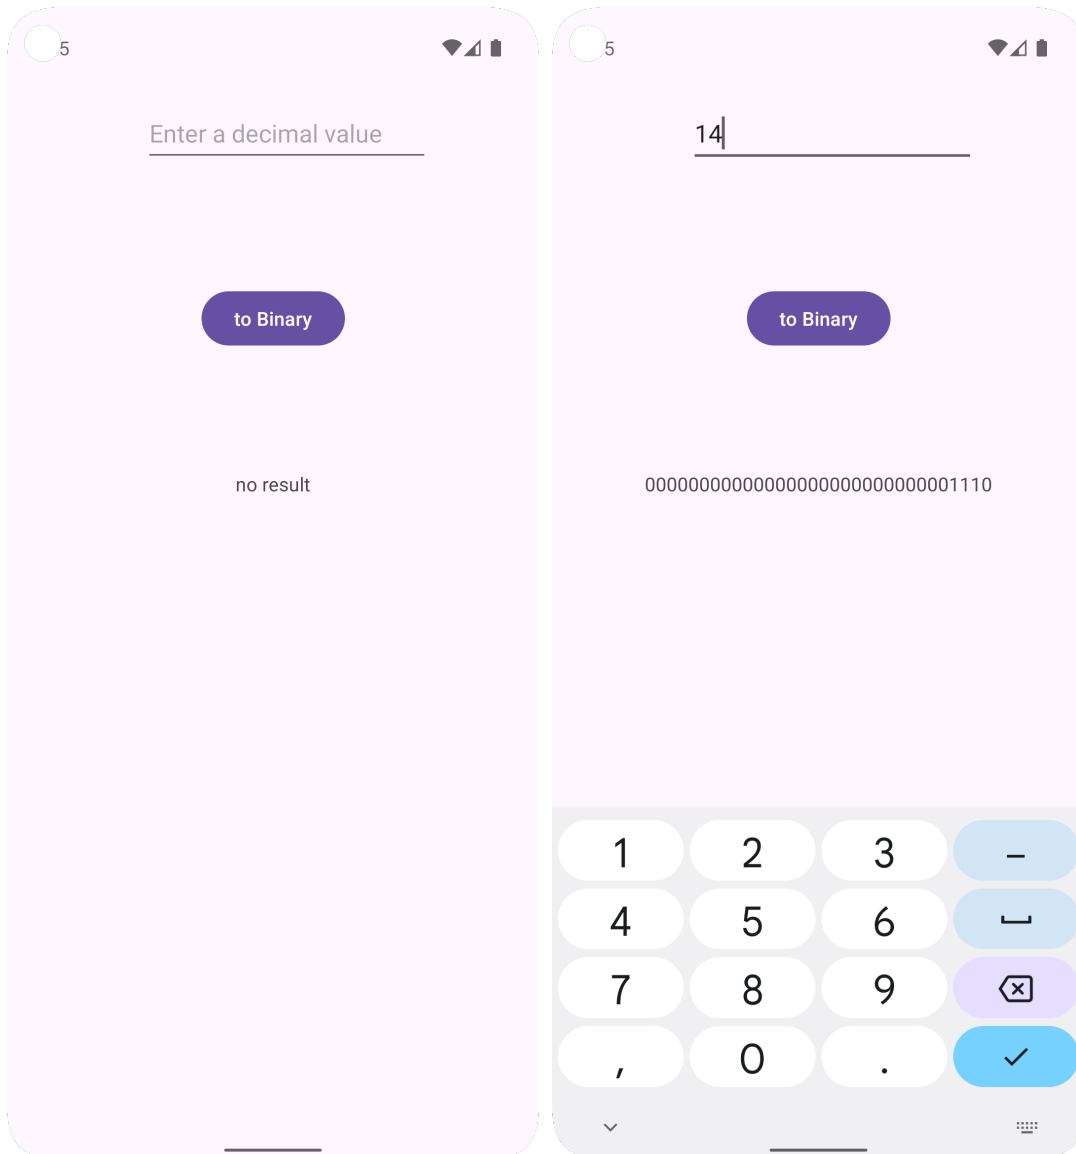 5
Enter a decimal value
to Binary
no result
5
14
to Binary
00000000000000000000000000001110
1 2 3 –
4 5 6
7 8 9
, 0 .